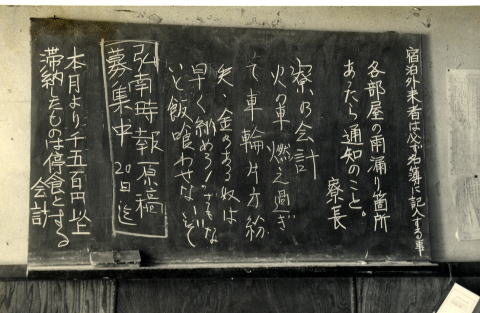 宿泊外来者は必ず名簿に記入する事
各部屋の雨漏り箇所
あったら通知のこと。
寮長
寮の会計
火の車 燃え過ぎ
て車輪片方紛
失、金のある奴は
早く納めろ!さもな
いと飯喰わせないぞ
弘南時報原稿
募集中 20日迄
本月より千五百円以上
滞納したものは停食とする
会計